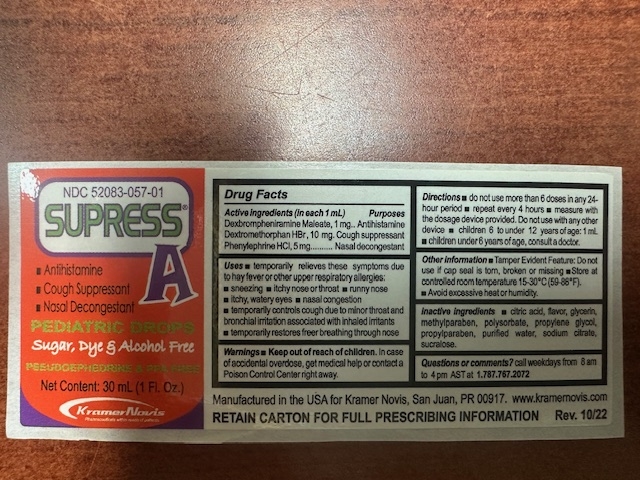 NDC 52083-057-01
SUPRESS®
A
▪ Antihistamine
▪ Cough Suppressant
▪ Nasal Decongestant
PEDIATRIC DROPS
Sugar, Dye & Alcohol Free
Net Content: 30 mL (1 Fl. Oz.)
KramerNovis
Drug Facts
Active ingredients (in each 1 mL) Purposes
Dexbrompheniramine Maleate, 1 mg.. Antihistamine
Dextromethorphan HBr, 10 mg. Cough suppressant
Phenylephrine HCl, 5 mg.......... Nasal decongestant
Uses ▪ temporarily relieves these symptoms due
to hay fever or other upper respiratory allergies:
▪ sneezing ▪ itchy nose or throat ▪ runny nose
▪ itchy, watery eyes ▪ nasal congestion
▪ temporarily controls cough due to minor throat and
bronchial irritation associated with inhaled irritants
▪ temporarily restores freer breathing through nose
Warnings ▪ Keep out of reach of children. In case
of accidental overdose, get medical help or contact a
Poison Control Center right away.
Directions ▪ do not use more than 6 doses in any 24-
hour period ▪ repeat every 4 hours ▪ measure with
the dosage device provided. Do not use with any other
device ▪ children 6 to under 12 years of age: 1 mL
▪ children under 6 years of age, consult a doctor.
Other information ▪ Tamper Evident Feature: Do not
use if cap seal is torn, broken or missing ▪ Store at
controlled room temperature 15-30°C (59-86°F).
▪ Avoid excessive heat or humidity.
Inactive ingredients ▪ citric acid, flavor, glycerin,
methylparaben, polysorbate, propylene glycol,
propylparaben, purified water, sodium citrate,
sucralose.
Questions or comments? call weekdays from 8 am
to 4 pm AST at 1.787.767.2072
Manufactured in the USA for Kramer Novis, San Juan, PR 00917. www.kramernovis.com
RETAIN CARTON FOR FULL PRESCRIBING INFORMATION Rev. 10/22